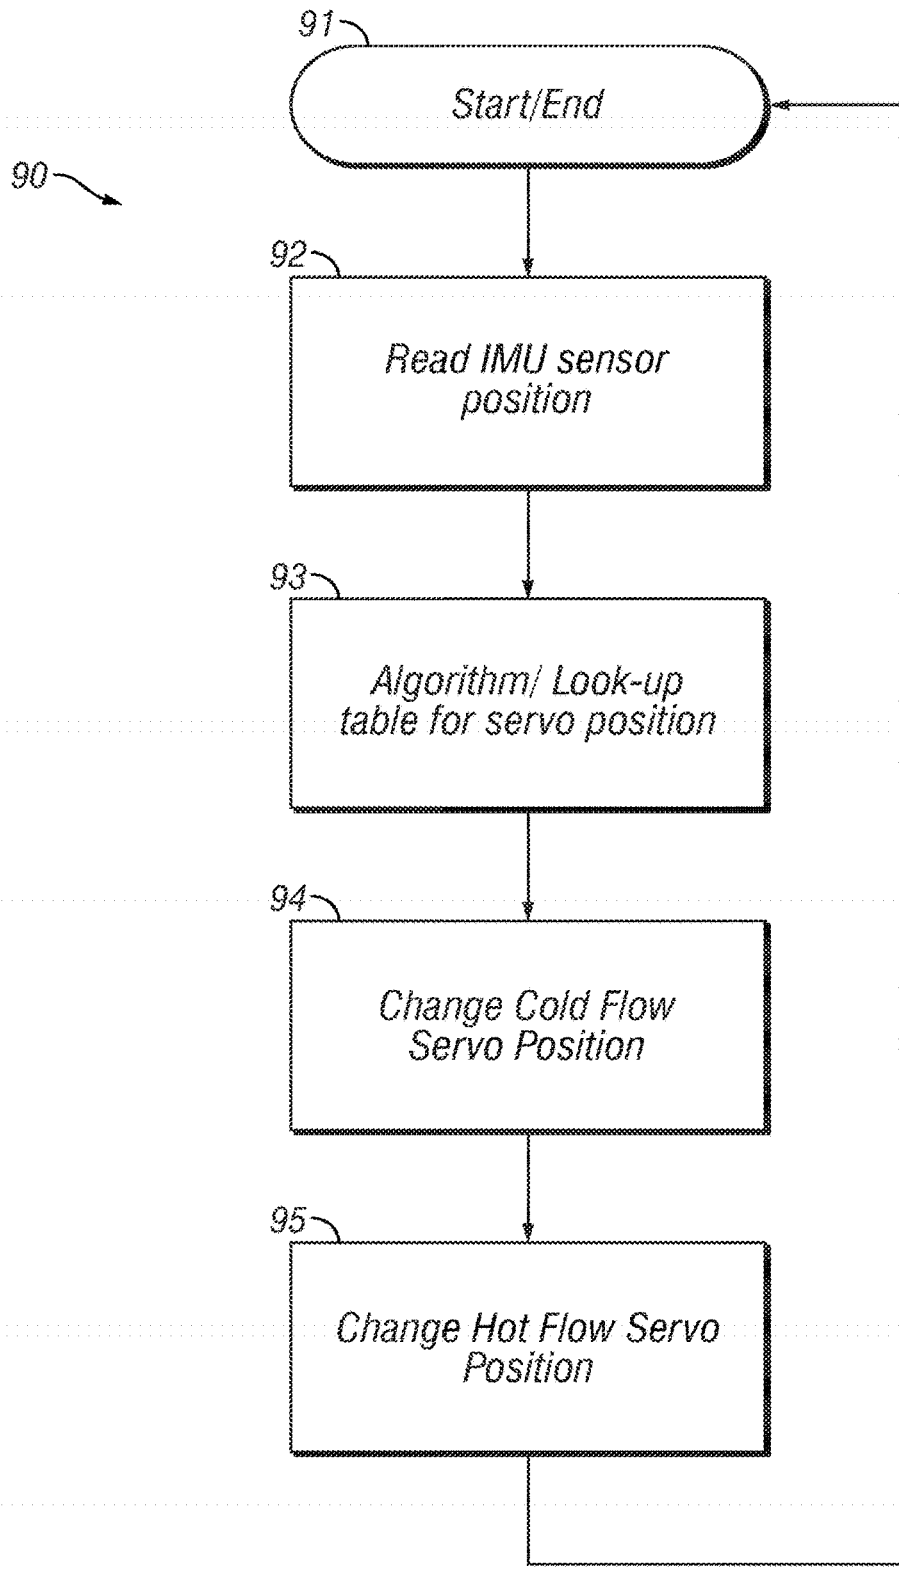 91
Start/End
90
92
Read IMU sensor
position
93
Algorithm/ Look-up
table for servo position
94
Change Cold Flow
Servo Position
95
Change Hot Flow Servo
Position